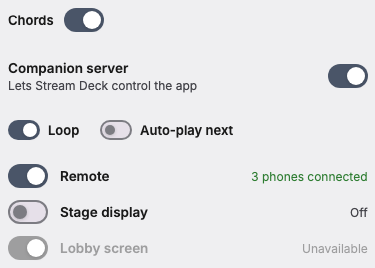 Chords
Companion server
Lets Stream Deck control the app
Loop Auto-play next
Remote 3 phones connected
Stage display Off
Lobby screen Unavailable